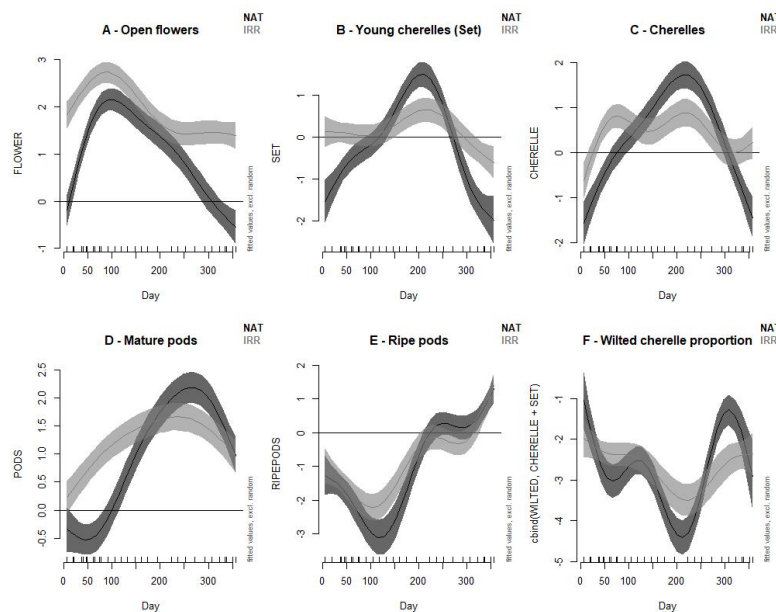 NAT
IRR
A - Open flowers
FLOWER
3
2
1
0
-1
0 50 100 200 300
Day
fitted values, excl. random
NAT
IRR
B - Young cherelles (Set)
SET
1
0
-1
-2
0 50 100 200 300
Day
fitted values, excl. random
NAT
IRR
C - Cherelles
CHERELLE
2
1
0
-1
-2
0 50 100 200 300
Day
fitted values, excl. random
NAT
IRR
D - Mature pods
PODS
2.5
2.0
1.5
1.0
0.0
-0.5
0 50 100 200 300
Day
fitted values, excl. random
NAT
IRR
E - Ripe pods
RIPEPODS
2
1
0
-1
-2
-3
0 50 100 200 300
Day
fitted values, excl. random
NAT
IRR
F - Wilted cherelle proportion
cbind(WILTED, CHERELLE + SET)
-1
-2
-3
-4
-5
0 50 100 200 300
Day
fitted values, excl. random